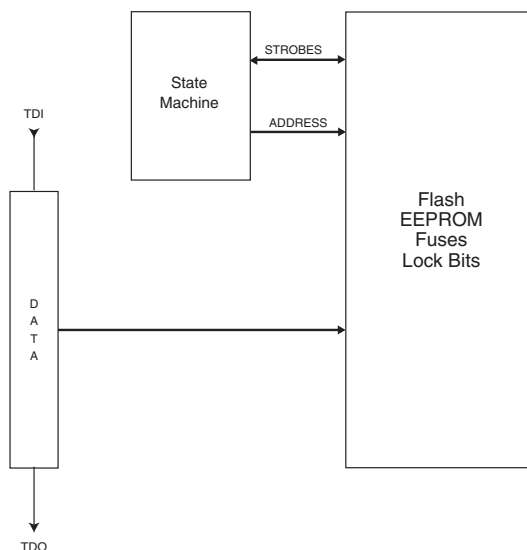 STROBES
State
Machine
TDI
ADDRESS
Flash
EEPROM
Fuses
Lock Bits
D
A
T
A
TDO